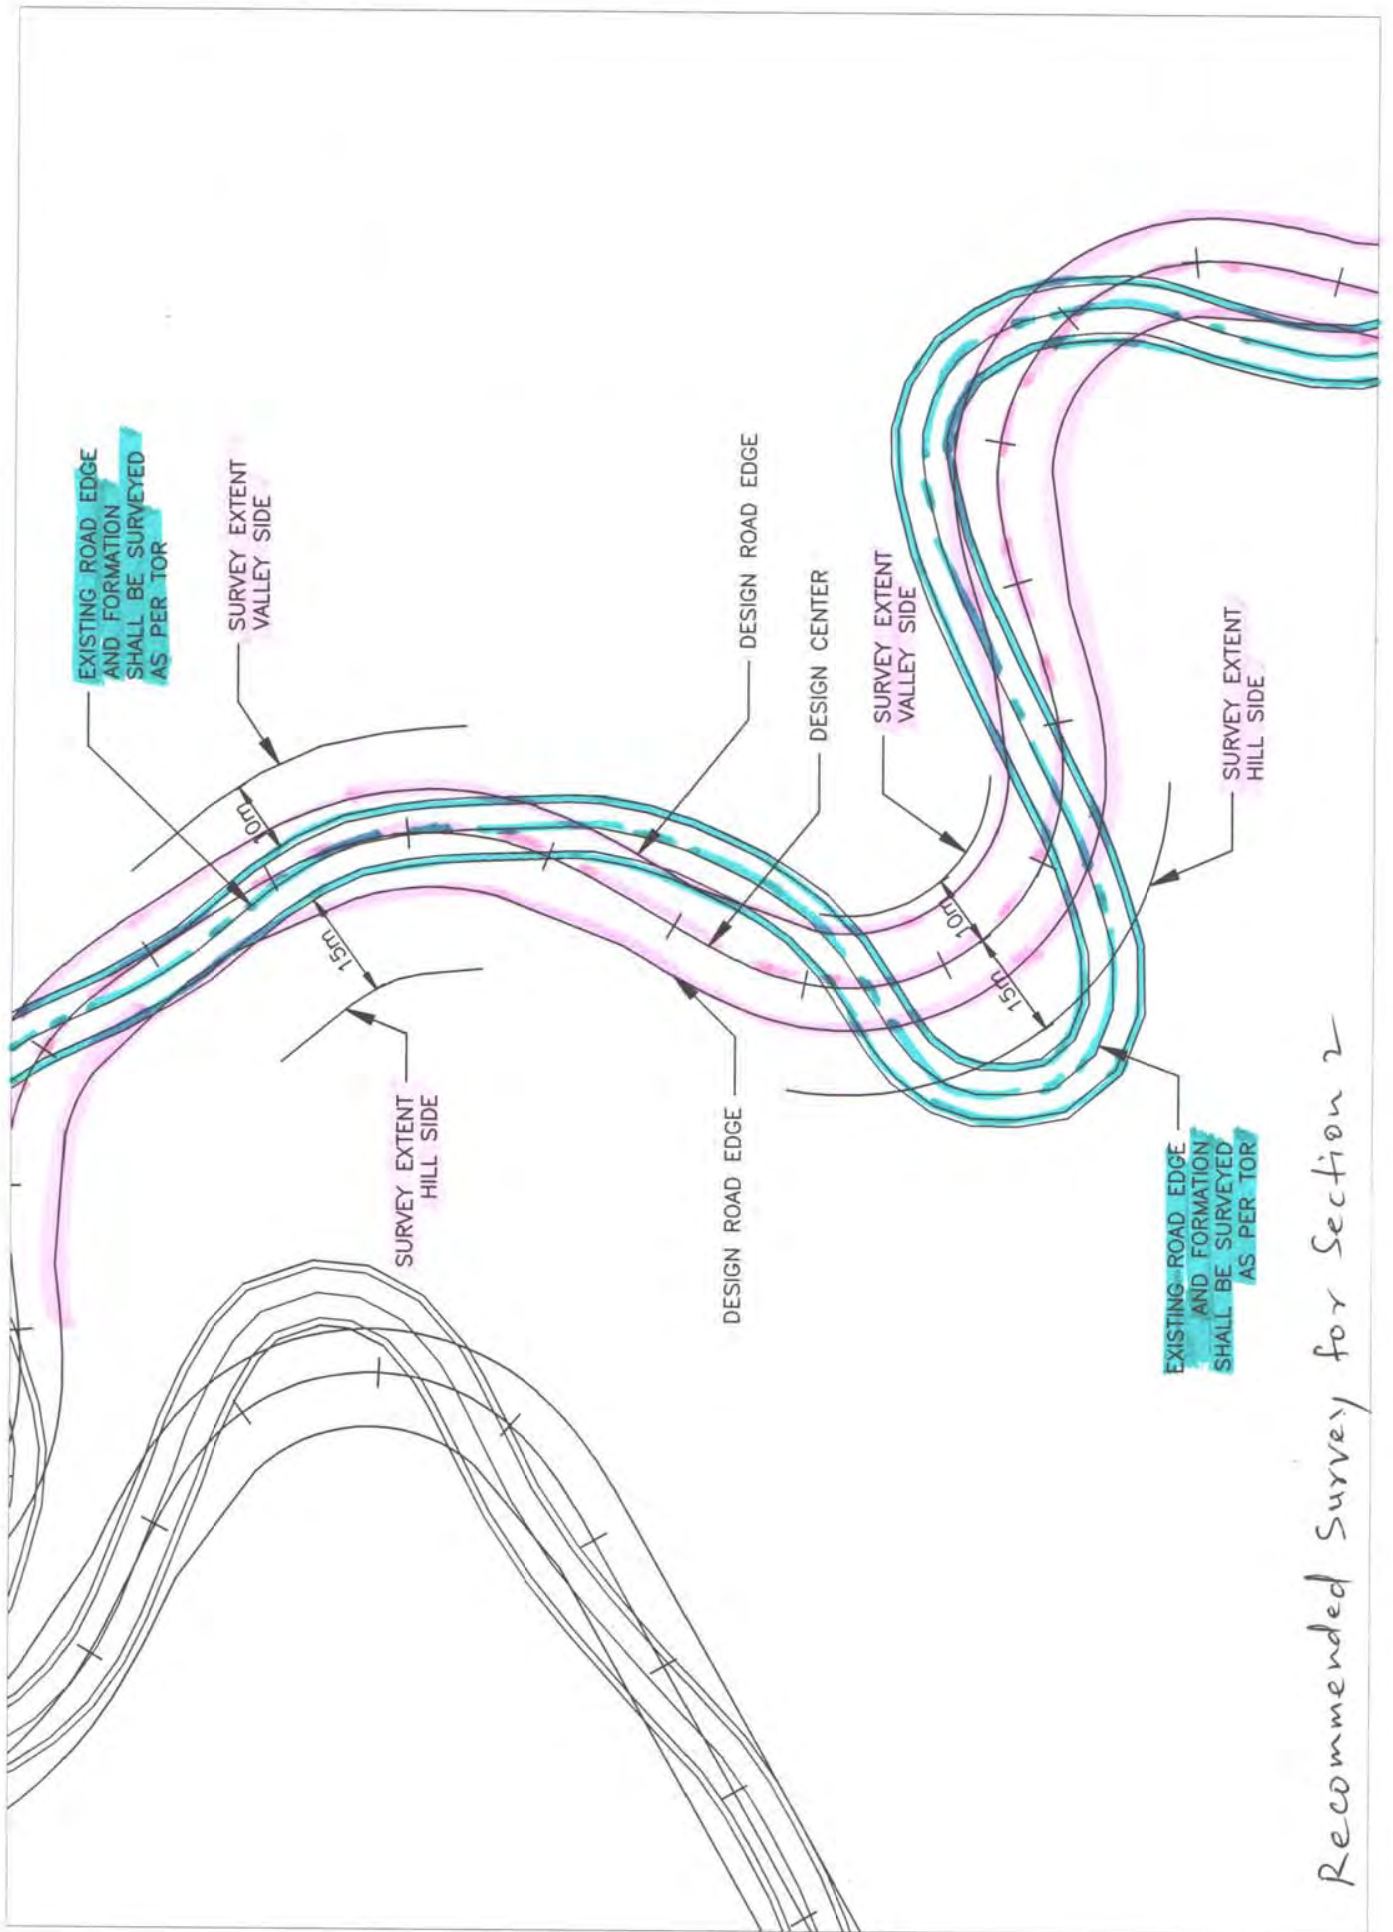 EXISTING ROAD EDGE
AND FORMATION
SHALL BE SURVEYED
AS PER TOR
SURVEY EXTENT
VALLEY SIDE
10m
15m
SURVEY EXTENT
HILL SIDE
DESIGN ROAD EDGE
DESIGN CENTER
DESIGN ROAD EDGE
SURVEY EXTENT
VALLEY SIDE
10m
15m
SURVEY EXTENT
HILL SIDE
EXISTING ROAD EDGE
AND FORMATION
SHALL BE SURVEYED
AS PER TOR
Recommended Survey for Section 2